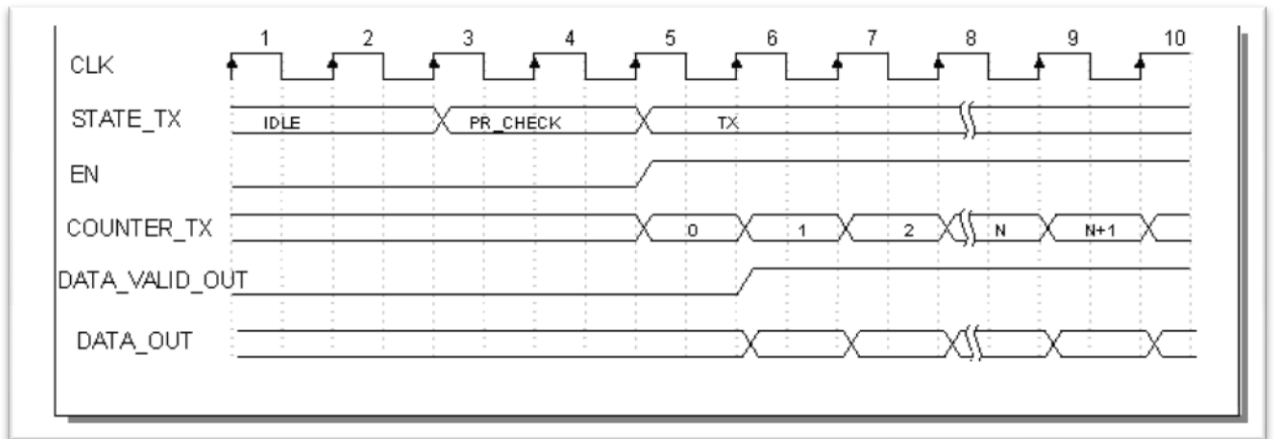 1 2 3 4 5 6 7 8 9 10
CLK
STATE_TX IDLE PR_CHECK TX
EN
COUNTER_TX 0 1 2 N N+1
DATA_VALID_OUT
DATA_OUT